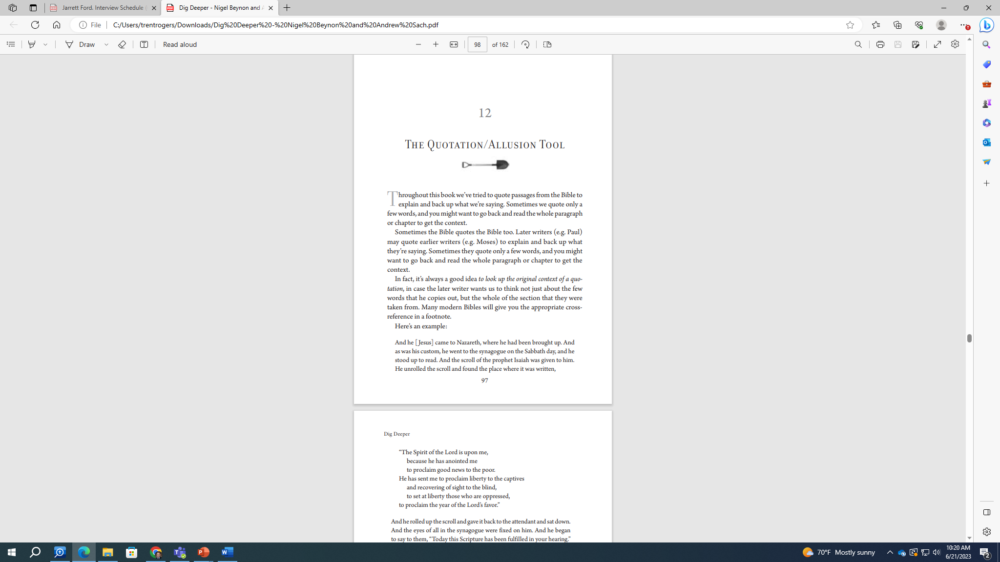 Jarrett Ford. Interview Schedule (
Dig Deeper - Nigel Beynon and A
File
C:/Users/trentrogers/Downloads/Dig%20Deeper%20-%20Nigel%20Beynon%20and%20Andrew%20Sach.pdf
Draw
Read aloud
98
of 162
12
The Quotation/Allusion Tool
Throughout this book we've tried to quote passages from the Bible to
explain and back up what we're saying. Sometimes we quote only a
few words, and you might want to go back and read the whole paragraph
or chapter to get the context.
Sometimes the Bible quotes the Bible too. Later writers (e.g. Paul)
may quote earlier writers (e.g. Moses) to explain and back up what
they're saying. Sometimes they quote only a few words, and you might
want to go back and read the whole paragraph or chapter to get the
context.
In fact, it's always a good idea to look up the original context of a quo-
tation, in case the later writer wants us to think not just about the few
words that he copies out, but the whole of the section that they were
taken from. Many modern Bibles will give you the appropriate cross-
reference in a footnote.
Here's an example:
And he [Jesus] came to Nazareth, where he had been brought up. And
as was his custom, he went to the synagogue on the Sabbath day, and he
stood up to read. And the scroll of the prophet Isaiah was given to him.
He unrolled the scroll and found the place where it was written,
97
Dig Deeper
“The Spirit of the Lord is upon me,
because he has anointed me
to proclaim good news to the poor.
He has sent me to proclaim liberty to the captives
and recovering of sight to the blind,
to set at liberty those who are oppressed,
to proclaim the year of the Lord's favor.”
And he rolled up the scroll and gave it back to the attendant and sat down.
And the eyes of all in the synagogue were fixed on him. And he began
to say to them, “Today this Scripture has been fulfilled in your hearing.”
70°F Mostly sunny
10:20 AM
6/21/2023
2